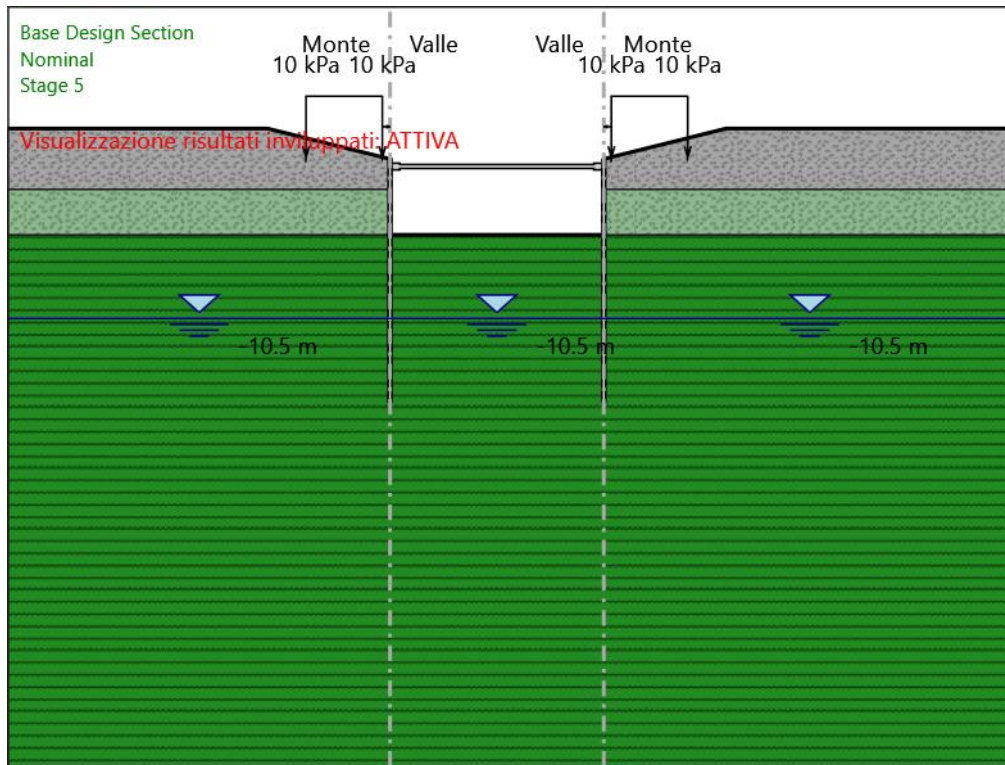 Base Design Section
Nominal
Stage 5
Monte Valle Valle Monte
10 kPa 10 kPa 10 kPa 10 kPa
Visualizzazione risultati inviluppati: ATTIVA
-10.5 m -10.5 m -10.5 m